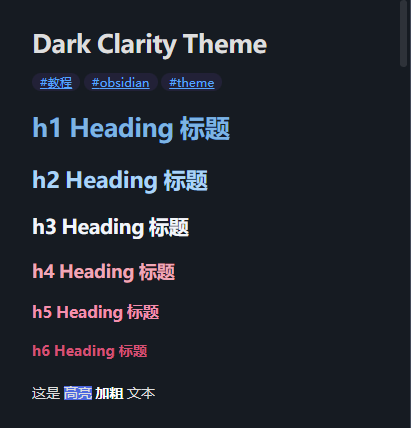 Dark Clarity Theme
#教程 #obsidian #theme
h1 Heading 标题
h2 Heading 标题
h3 Heading 标题
h4 Heading 标题
h5 Heading 标题
h6 Heading 标题
这是 高亮 加粗 文本